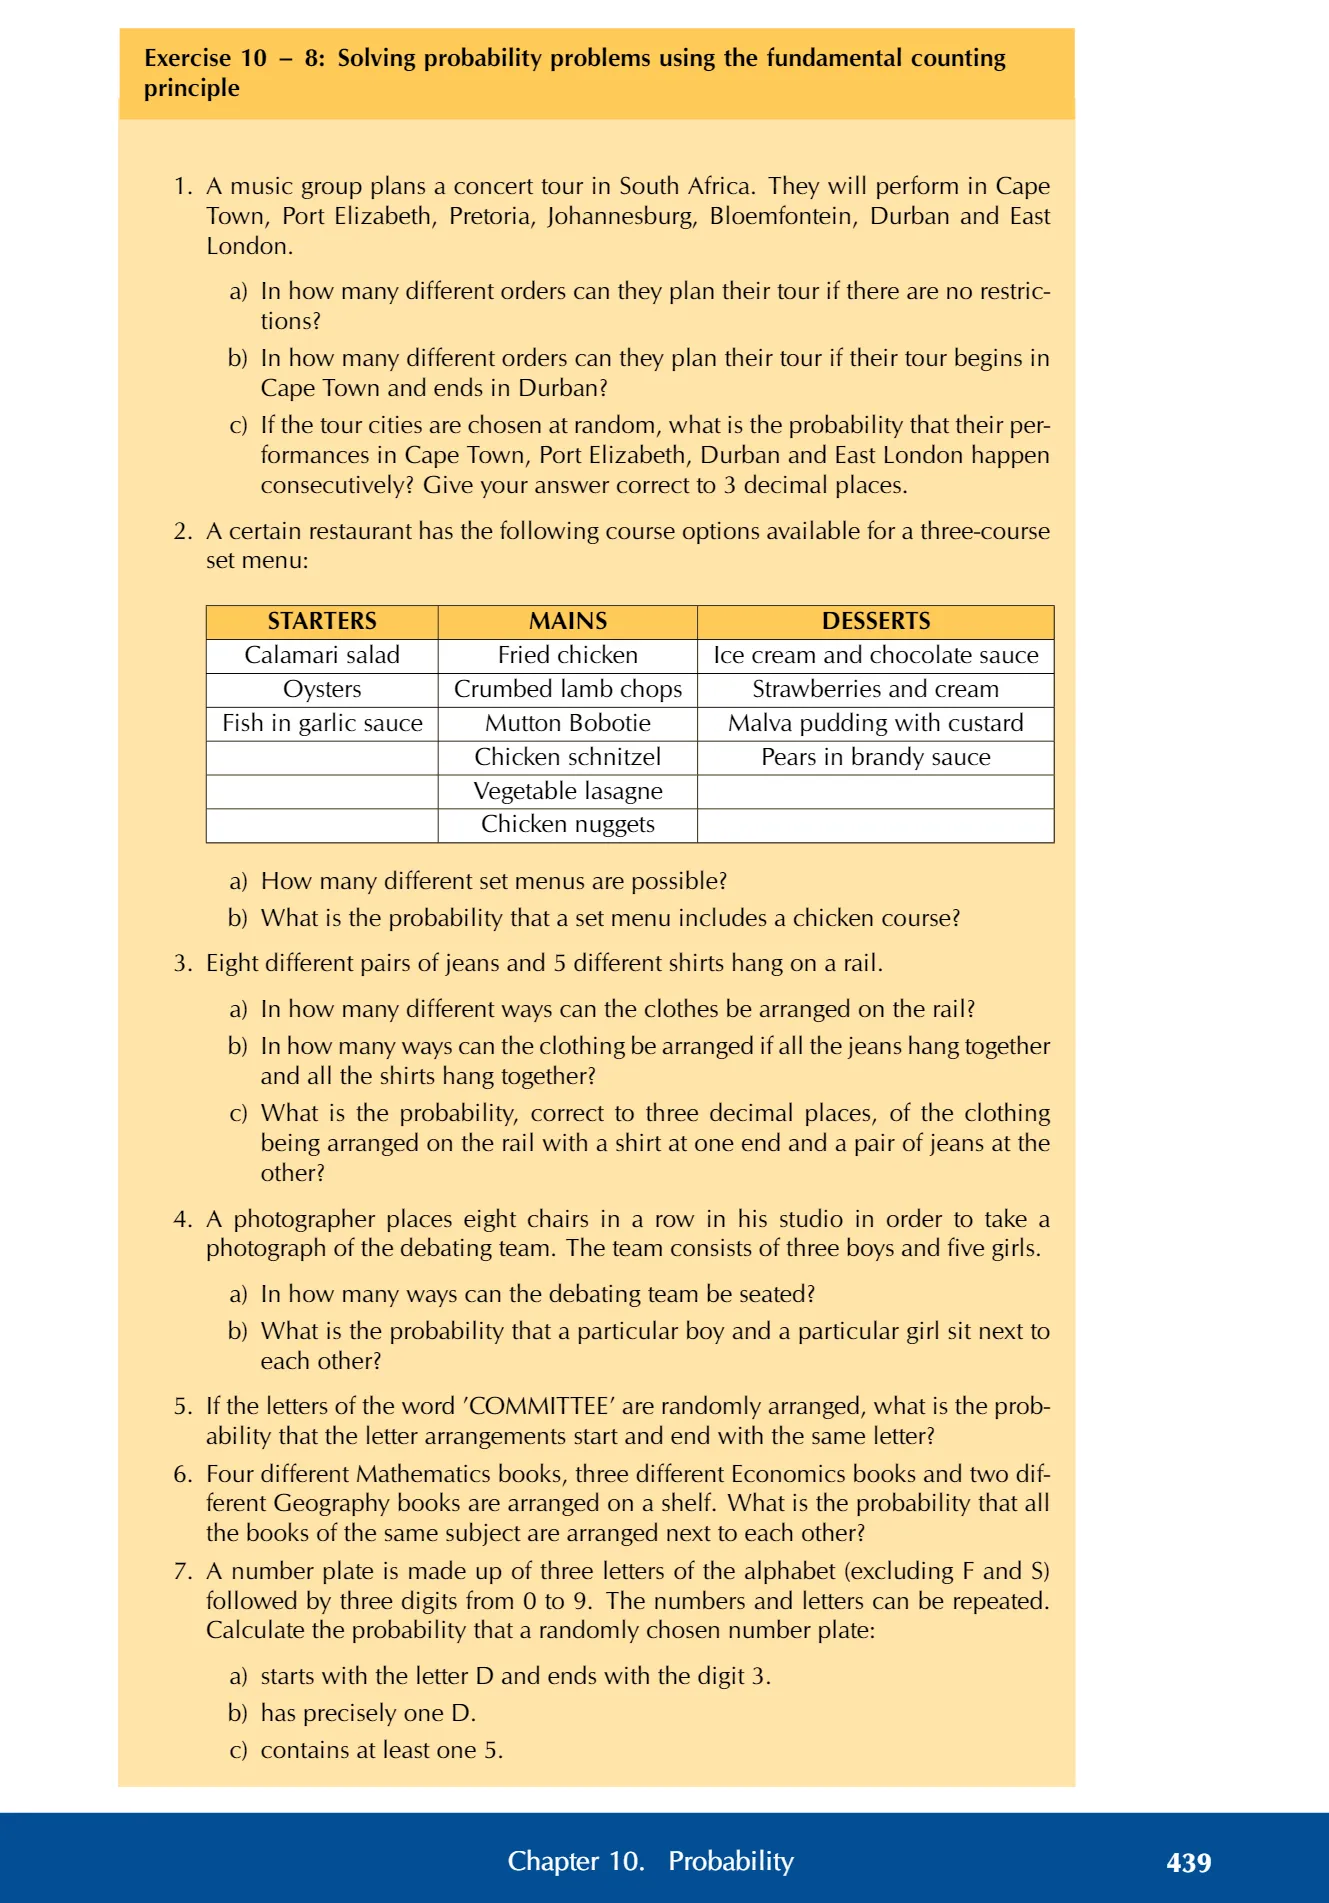 Exercise 10 – 8: Solving probability problems using the fundamental counting
principle
1. A music group plans a concert tour in South Africa. They will perform in Cape
Town, Port Elizabeth, Pretoria, Johannesburg, Bloemfontein, Durban and East
London.
a) In how many different orders can they plan their tour if there are no restric-
tions?
b) In how many different orders can they plan their tour if their tour begins in
Cape Town and ends in Durban?
c) If the tour cities are chosen at random, what is the probability that their per-
formances in Cape Town, Port Elizabeth, Durban and East London happen
consecutively? Give your answer correct to 3 decimal places.
2. A certain restaurant has the following course options available for a three-course
set menu:
STARTERS MAINS DESSERTS
Calamari salad Fried chicken Ice cream and chocolate sauce
Oysters Crumbed lamb chops Strawberries and cream
Fish in garlic sauce Mutton Bobotie Malva pudding with custard
Chicken schnitzel Pears in brandy sauce
Vegetable lasagne
Chicken nuggets
a) How many different set menus are possible?
b) What is the probability that a set menu includes a chicken course?
3. Eight different pairs of jeans and 5 different shirts hang on a rail.
a) In how many different ways can the clothes be arranged on the rail?
b) In how many ways can the clothing be arranged if all the jeans hang together
and all the shirts hang together?
c) What is the probability, correct to three decimal places, of the clothing
being arranged on the rail with a shirt at one end and a pair of jeans at the
other?
4. A photographer places eight chairs in a row in his studio in order to take a
photograph of the debating team. The team consists of three boys and five girls.
a) In how many ways can the debating team be seated?
b) What is the probability that a particular boy and a particular girl sit next to
each other?
5. If the letters of the word ’COMMITTEE’ are randomly arranged, what is the prob-
ability that the letter arrangements start and end with the same letter?
6. Four different Mathematics books, three different Economics books and two dif-
ferent Geography books are arranged on a shelf. What is the probability that all
the books of the same subject are arranged next to each other?
7. A number plate is made up of three letters of the alphabet (excluding F and S)
followed by three digits from 0 to 9. The numbers and letters can be repeated.
Calculate the probability that a randomly chosen number plate:
a) starts with the letter D and ends with the digit 3.
b) has precisely one D.
c) contains at least one 5.
Chapter 10. Probability 439